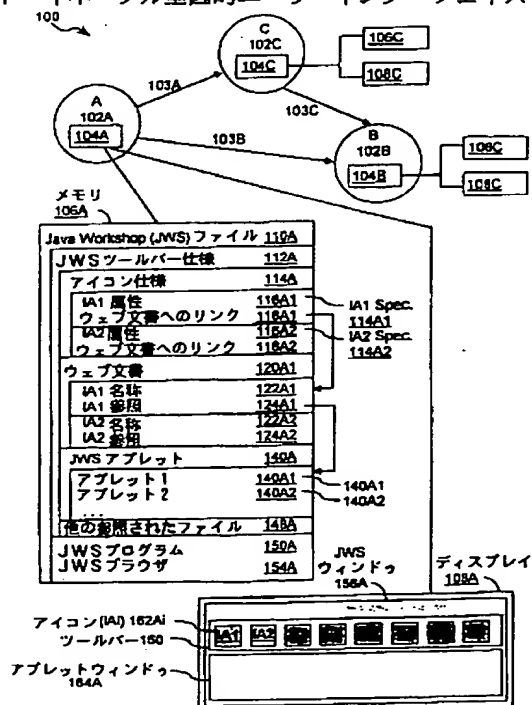 100
C
102C
104C
106C
108C
103A
103C
A
102A
104A
103B
B
102B
104B
108C
108C
メモリ
106A
Java Workshop (JWS) ファイル 110A
JWSツールバー仕様 112A
アイコン仕様 114A
IA1 属性 116A1
ウェブ文書へのリンク 118A1
IA2 属性 116A2
ウェブ文書へのリンク 118A2
IA1 Spec.
114A1
IA2 Spec.
114A2
ウェブ文書 120A1
IA1 名称 122A1
IA1 参照 124A1
IA2 名称 122A2
IA2 参照 124A2
JWS アプレット 140A
アプレット1 140A1
アプレット2 140A2
...
140A1
140A2
他の参照されたファイル 148A
JWSプログラム 150A
JWSブラウザ 154A
JWS
ウィンドゥ
156A
ディスプレイ
108A
アイコン(IAI) 162Ai
IA1 IA2
ツールバー160
アプレットウィンドゥ
164A